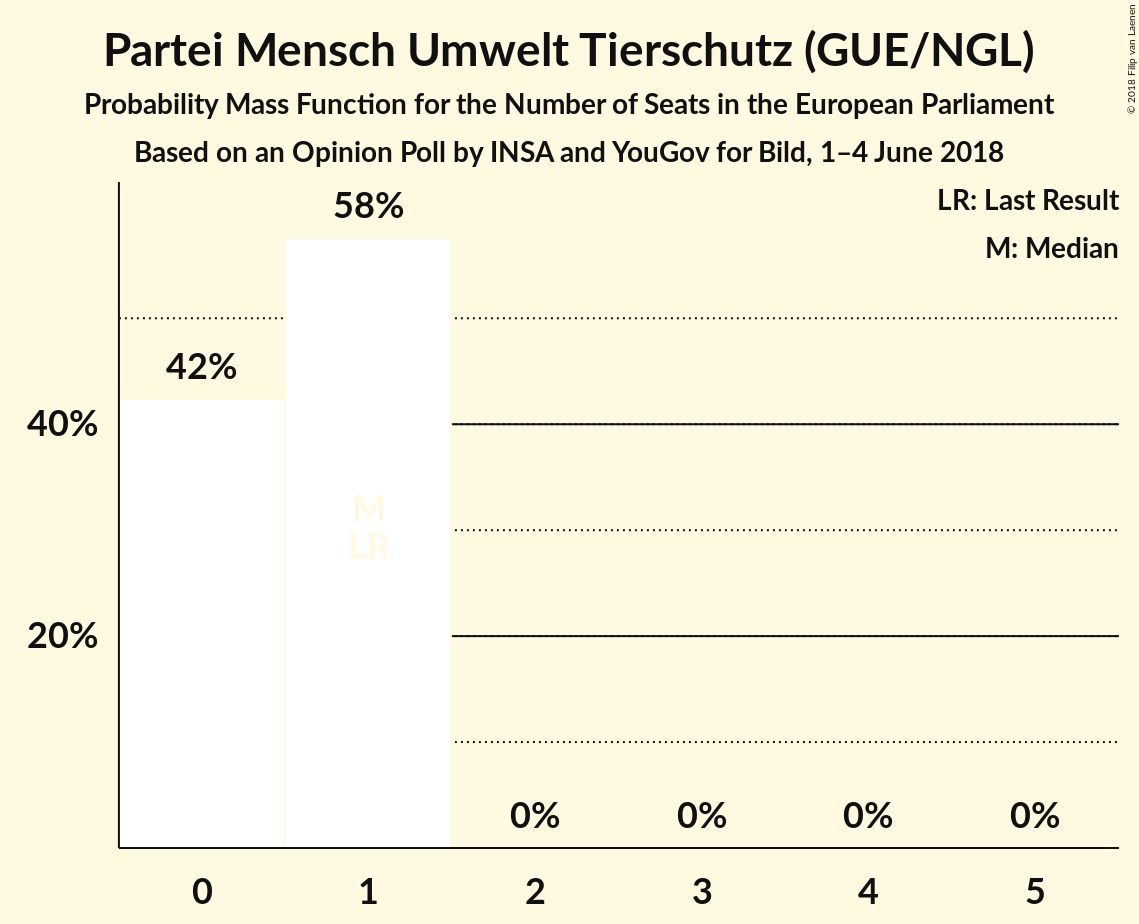 Partei Mensch Umwelt Tierschutz (GUE/NGL)
Probability Mass Function for the Number of Seats in the European Parliament
Based on an Opinion Poll by INSA and YouGov for Bild, 1–4 June 2018
© 2018 Filip van Laenen
LR: Last Result
M: Median
58%
42%
40%
20%
M
LR
0% 0% 0% 0%
0 1 2 3 4 5